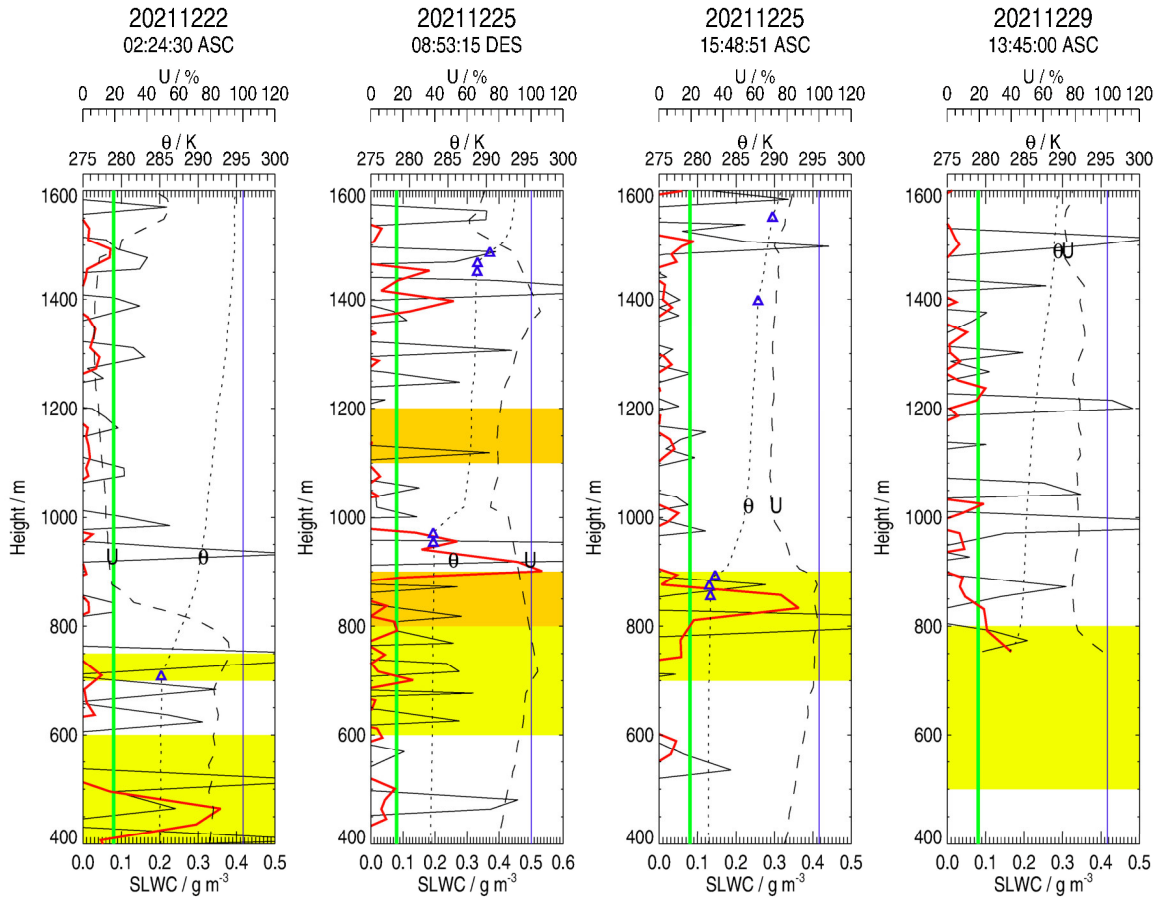 20211222 20211225 20211225 20211229
02:24:30 ASC 08:53:15 DES 15:48:51 ASC 13:45:00 ASC
U / % U / % U / % U / %
0 20 40 60 80 100 120 0 20 40 60 80 100 120 0 20 40 60 80 100 120 0 20 40 60 80 100 120
θ / K θ / K θ / K θ / K
275 280 285 290 295 300 275 280 285 290 295 300 275 280 285 290 295 300 275 280 285 290 295 300
1600 1600 1600 1600
θU
1400 1400 1400 1400
1200 1200 1200 1200
Height / m Height / m Height / m Height / m
1000 1000 θ U 1000 1000
U θ θ U
800 800 800 800
600 600 600 600
400 400 400 400
0.0 0.1 0.2 0.3 0.4 0.5 0.0 0.1 0.2 0.3 0.4 0.5 0.6 0.0 0.1 0.2 0.3 0.4 0.5 0.0 0.1 0.2 0.3 0.4 0.5
SLWC / g m⁻³ SLWC / g m⁻³ SLWC / g m⁻³ SLWC / g m⁻³